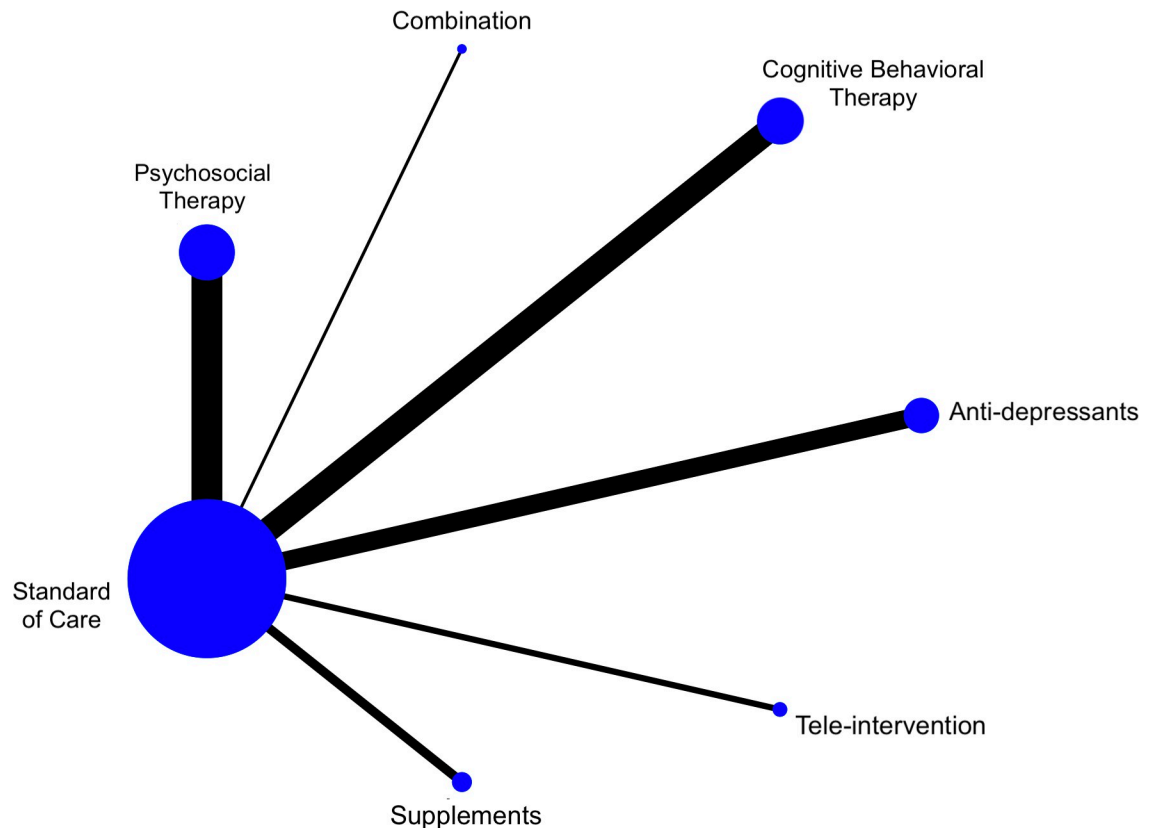 Combination
Cognitive Behavioral
Therapy
Psychosocial
Therapy
Anti-depressants
Standard
of Care
Tele-intervention
Supplements